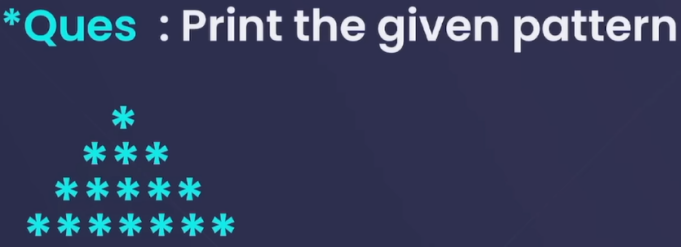 *Ques : Print the given pattern
*
* * *
* * * * *
* * * * * * *